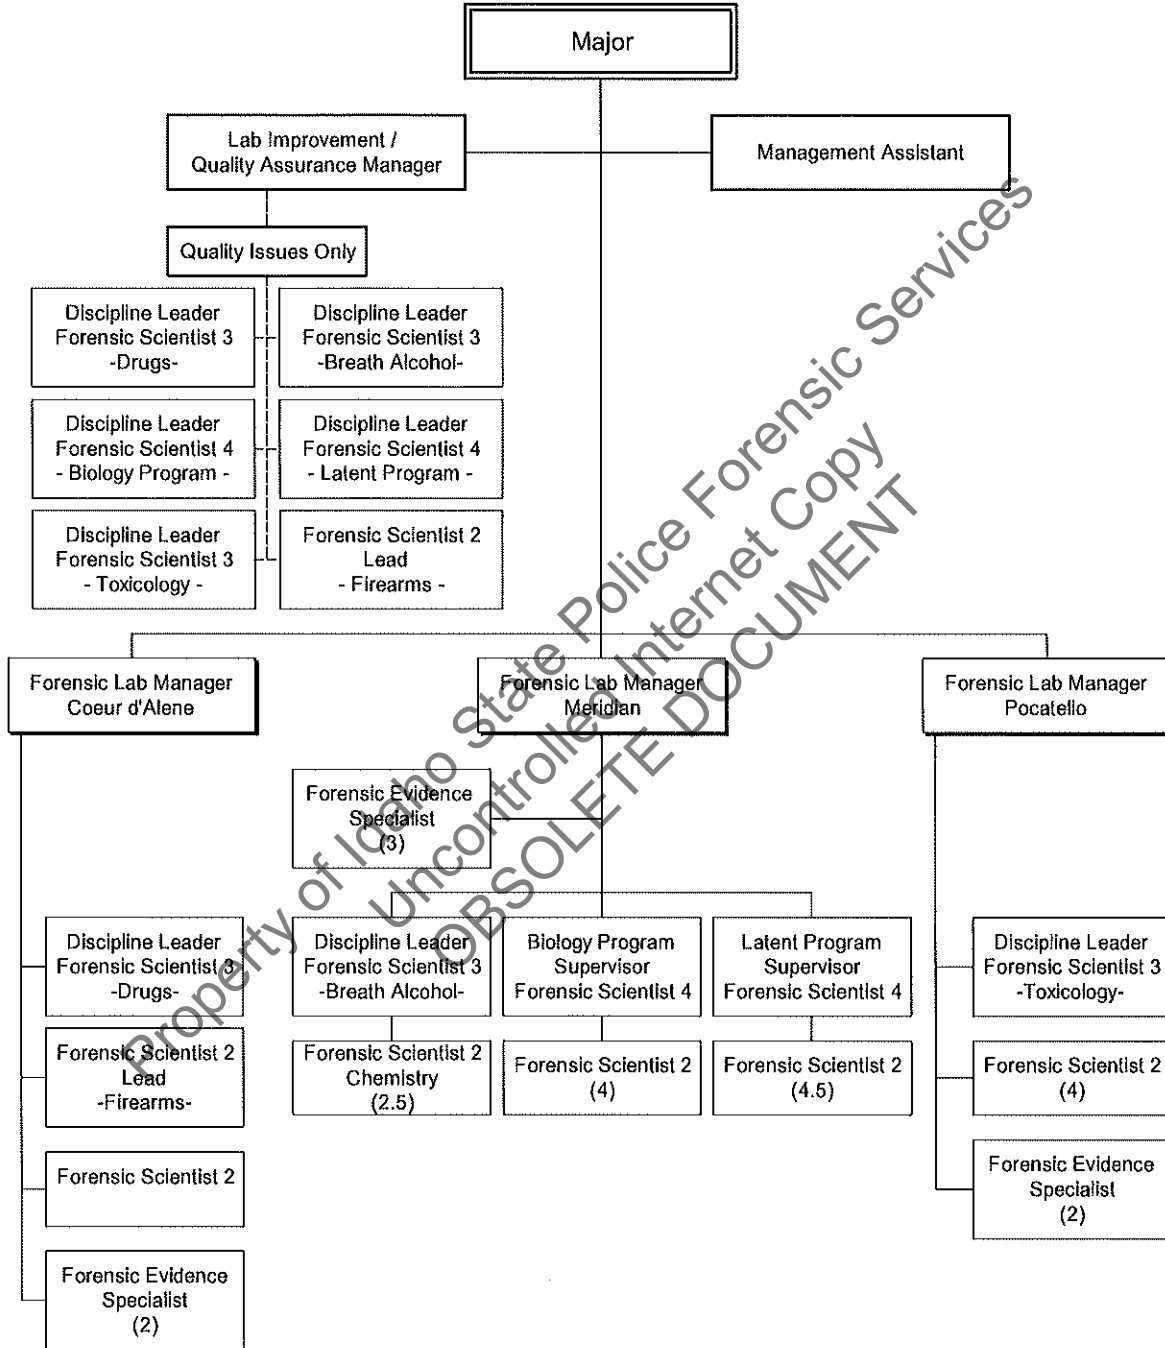 Major
Lab Improvement /
Quality Assurance Manager
Management Assistant
Quality Issues Only
Discipline Leader
Forensic Scientist 3
-Drugs-
Discipline Leader
Forensic Scientist 3
-Breath Alcohol-
Discipline Leader
Forensic Scientist 4
- Biology Program -
Discipline Leader
Forensic Scientist 4
- Latent Program -
Discipline Leader
Forensic Scientist 3
- Toxicology -
Forensic Scientist 2
Lead
- Firearms -
Forensic Lab Manager
Coeur d'Alene
Forensic Lab Manager
Meridian
Forensic Lab Manager
Pocatello
Forensic Evidence
Specialist
(3)
Discipline Leader
Forensic Scientist 3
-Drugs-
Discipline Leader
Forensic Scientist 3
-Breath Alcohol-
Biology Program
Supervisor
Forensic Scientist 4
Latent Program
Supervisor
Forensic Scientist 4
Discipline Leader
Forensic Scientist 3
-Toxicology-
Forensic Scientist 2
Lead
-Firearms-
Forensic Scientist 2
Chemistry
(2.5)
Forensic Scientist 2
(4)
Forensic Scientist 2
(4.5)
Forensic Scientist 2
(4)
Forensic Scientist 2
Forensic Evidence
Specialist
(2)
Forensic Evidence
Specialist
(2)
Property of Idaho State Police Forensic Services
Uncontrolled Internet Copy
OBSOLETE DOCUMENT